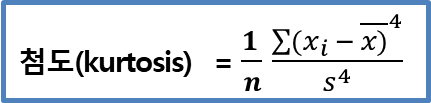 첨도(kurtosis) = 1/n ∑(xᵢ − x̅)⁴/s⁴